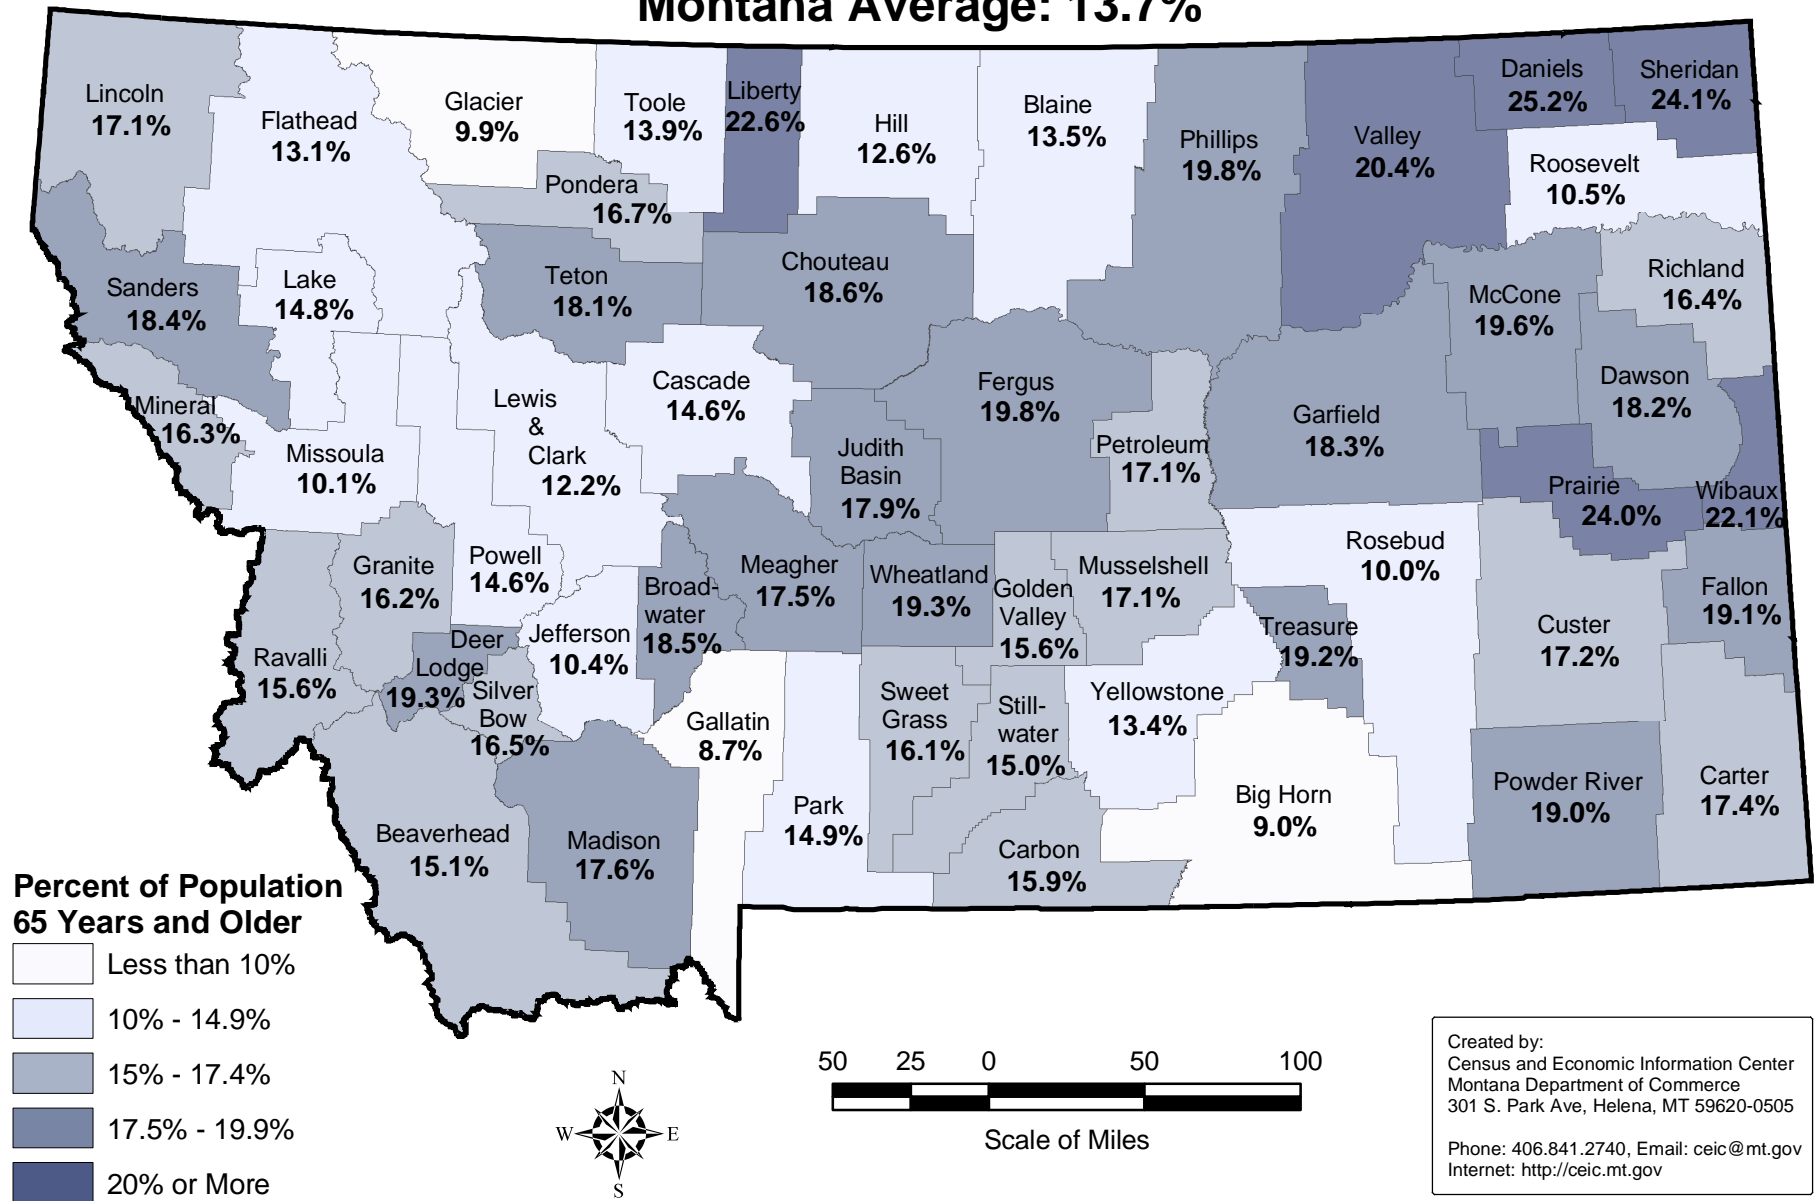 Montana Average: 13.7%
Lincoln
17.1%
Flathead
13.1%
Glacier
9.9%
Toole
13.9%
Liberty
22.6%
Hill
12.6%
Blaine
13.5%
Phillips
19.8%
Valley
20.4%
Daniels
25.2%
Sheridan
24.1%
Roosevelt
10.5%
Pondera
16.7%
Sanders
18.4%
Lake
14.8%
Teton
18.1%
Chouteau
18.6%
McCone
19.6%
Richland
16.4%
Mineral
16.3%
Missoula
10.1%
Lewis
&
Clark
12.2%
Cascade
14.6%
Judith
Basin
17.9%
Fergus
19.8%
Petroleum
17.1%
Garfield
18.3%
Dawson
18.2%
Prairie
24.0%
Wibaux
22.1%
Granite
16.2%
Powell
14.6%
Broad-
water
18.5%
Meagher
17.5%
Wheatland
19.3%
Golden
Valley
15.6%
Musselshell
17.1%
Rosebud
10.0%
Treasure
19.2%
Custer
17.2%
Fallon
19.1%
Ravalli
15.6%
Deer
Lodge
19.3%
Silver
Bow
16.5%
Jefferson
10.4%
Gallatin
8.7%
Park
14.9%
Sweet
Grass
16.1%
Still-
water
15.0%
Yellowstone
13.4%
Big Horn
9.0%
Powder River
19.0%
Carter
17.4%
Beaverhead
15.1%
Madison
17.6%
Carbon
15.9%
Percent of Population
65 Years and Older
Less than 10%
10% - 14.9%
15% - 17.4%
17.5% - 19.9%
20% or More
N
W E
S
50 25 0 50 100
Scale of Miles
Created by:
Census and Economic Information Center
Montana Department of Commerce
301 S. Park Ave, Helena, MT 59620-0505
Phone: 406.841.2740, Email: ceic@mt.gov
Internet: http://ceic.mt.gov